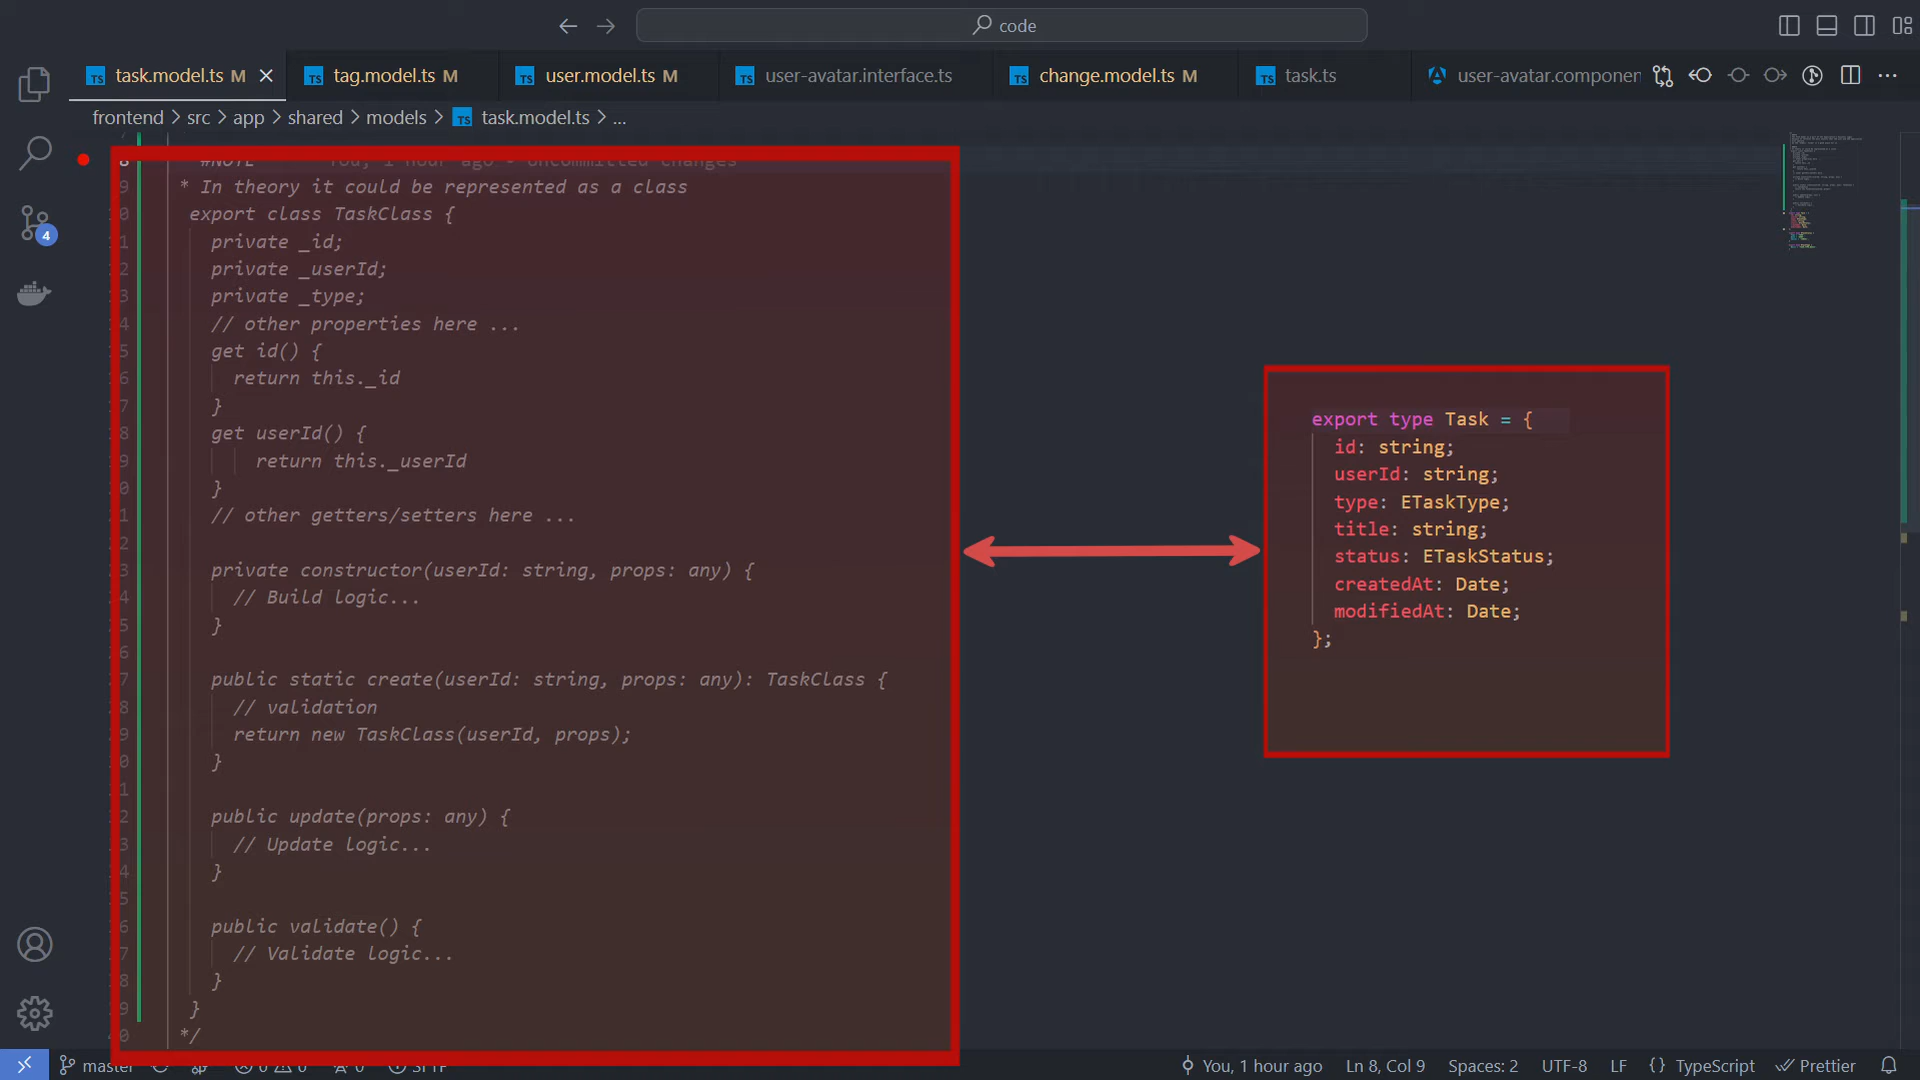 code
task.model.ts M
tag.model.ts M
user.model.ts M
user-avatar.interface.ts
change.model.ts M
task.ts
user-avatar.componen
frontend > src > app > shared > models > TS task.model.ts > ...
#NOTE You, 1 hour ago • Uncommitted changes
* In theory it could be represented as a class
export class TaskClass {
private _id;
private _userId;
private _type;
// other properties here ...
get id() {
return this._id
}
get userId() {
return this._userId
}
// other getters/setters here ...
private constructor(userId: string, props: any) {
// Build logic...
}
public static create(userId: string, props: any): TaskClass {
// validation
return new TaskClass(userId, props);
}
public update(props: any) {
// Update logic...
}
public validate() {
// Validate logic...
}
}
*/
export type Task = {
id: string;
userId: string;
type: ETaskType;
title: string;
status: ETaskStatus;
createdAt: Date;
modifiedAt: Date;
};
4
master
You, 1 hour ago
Ln 8, Col 9
Spaces: 2
UTF-8
LF
{ } TypeScript
Prettier